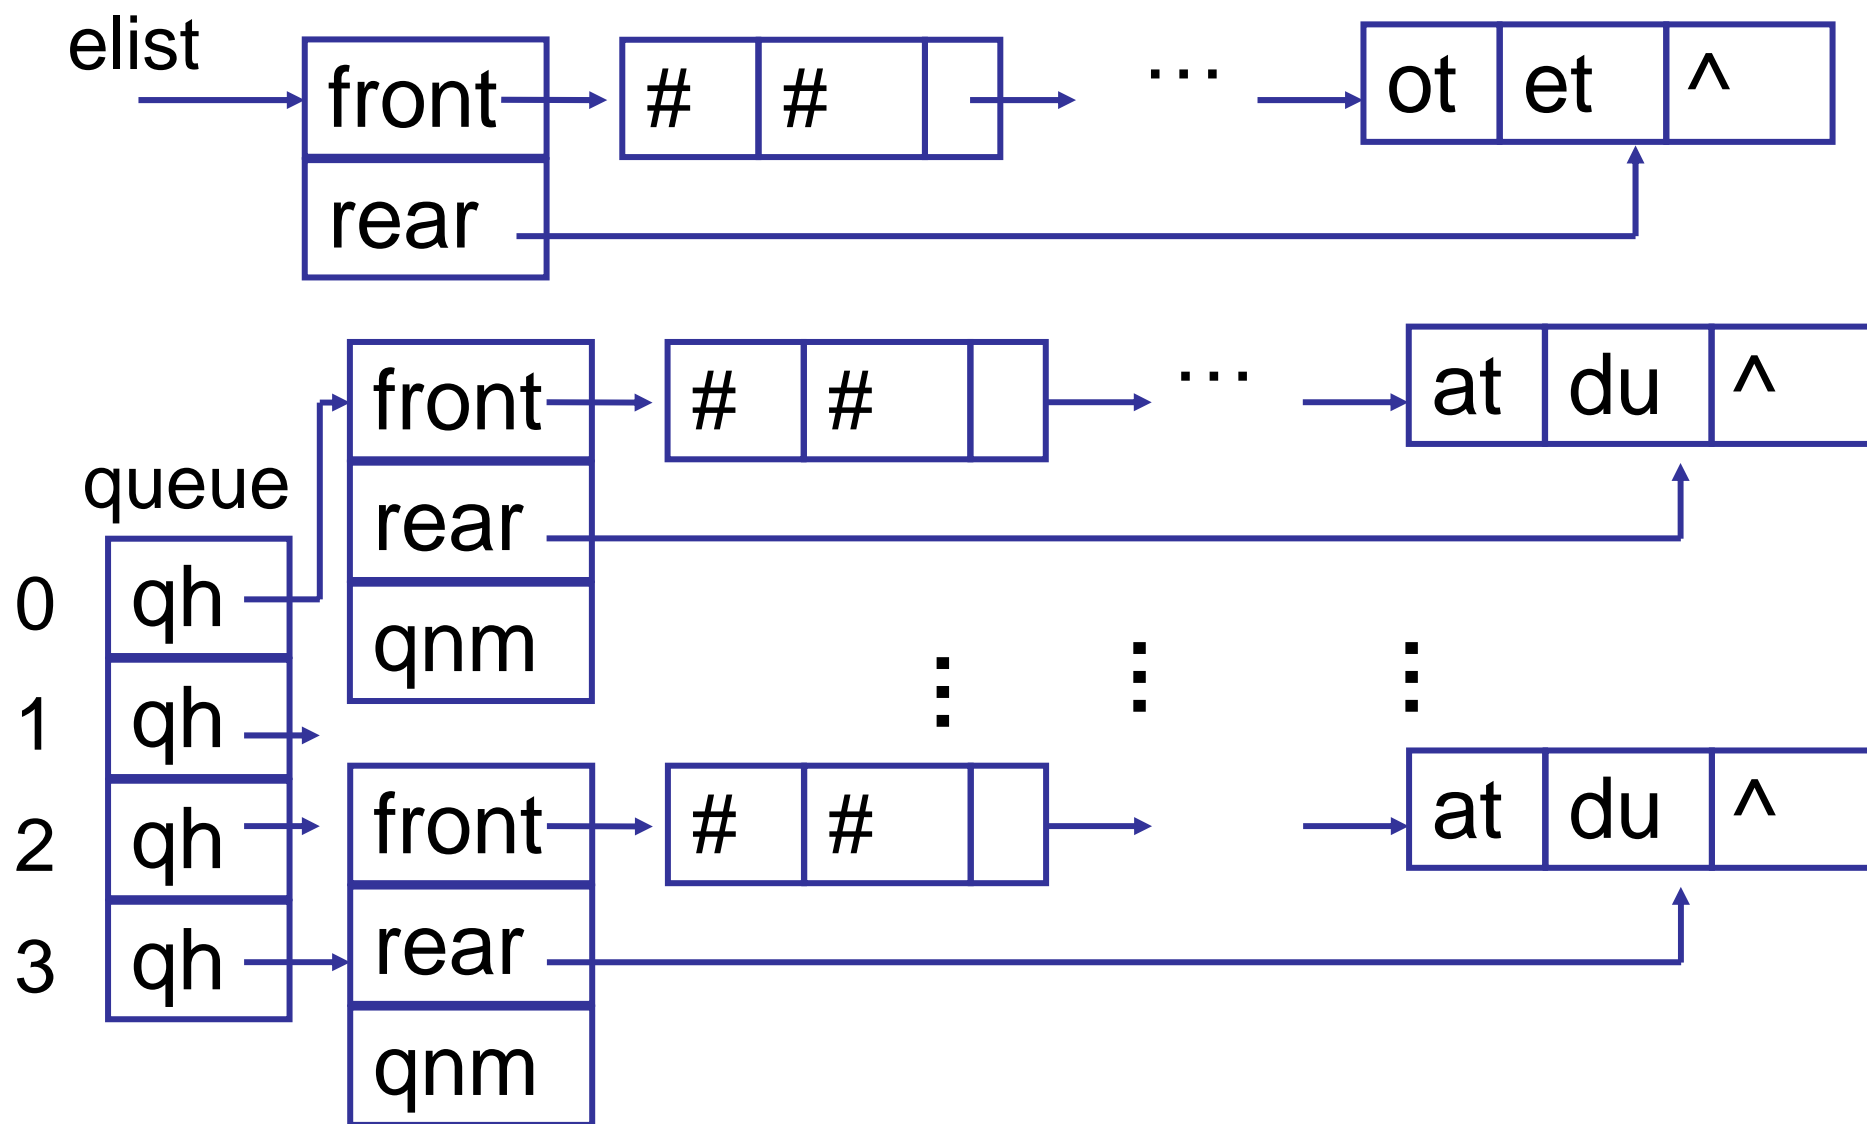 elist
front # # … ot et ^
rear
front # # … at du ^
queue
rear
0 qh
qnm
1 qh
front # # at du ^
2 qh
rear
3 qh
qnm